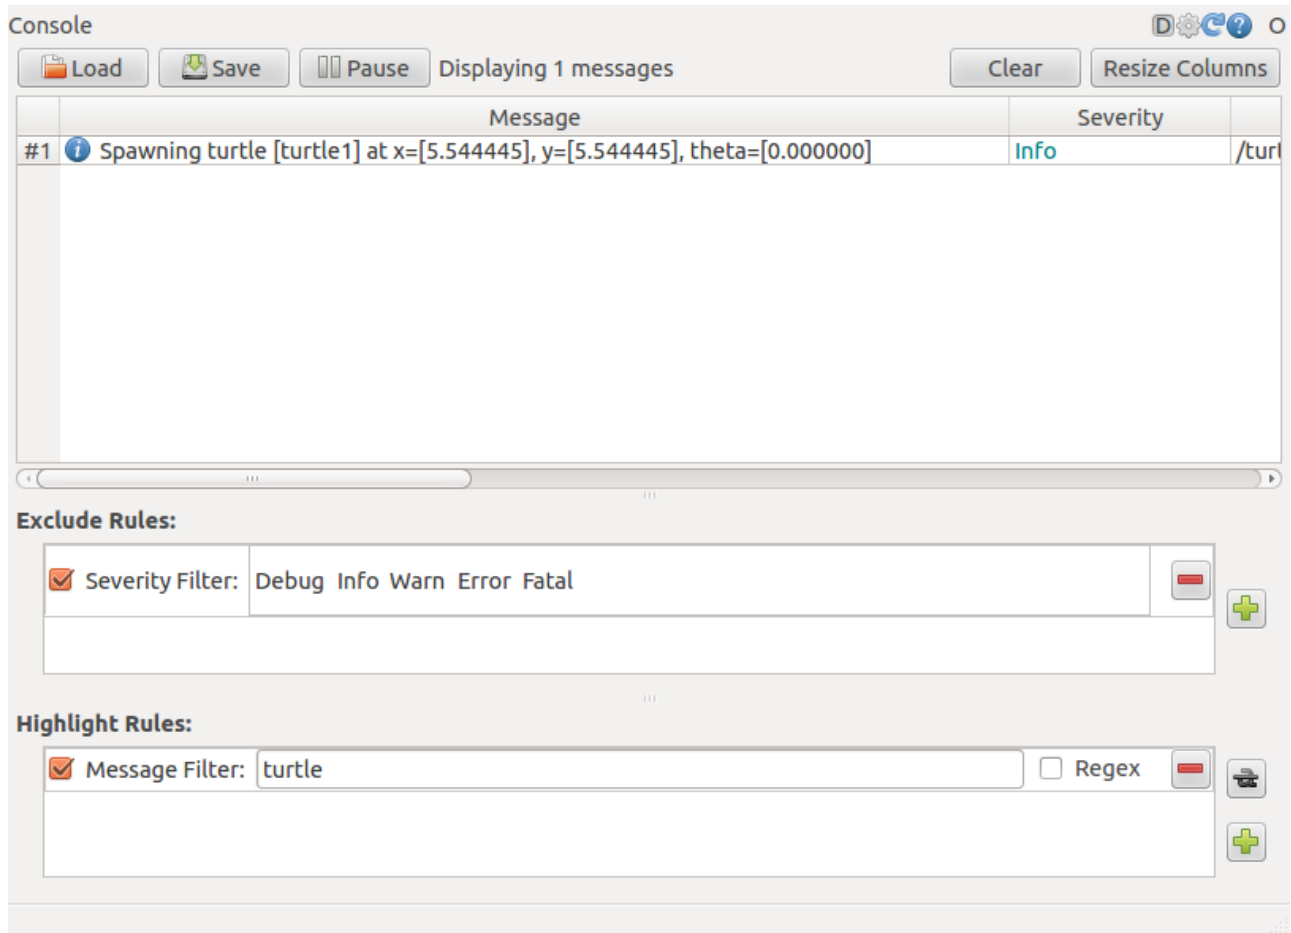 Console D ? O
Load Save Pause Displaying 1 messages Clear Resize Columns
Message Severity
#1 i Spawning turtle [turtle1] at x=[5.544445], y=[5.544445], theta=[0.000000] Info /turt
Exclude Rules:
Severity Filter: Debug Info Warn Error Fatal
Highlight Rules:
Message Filter: turtle Regex